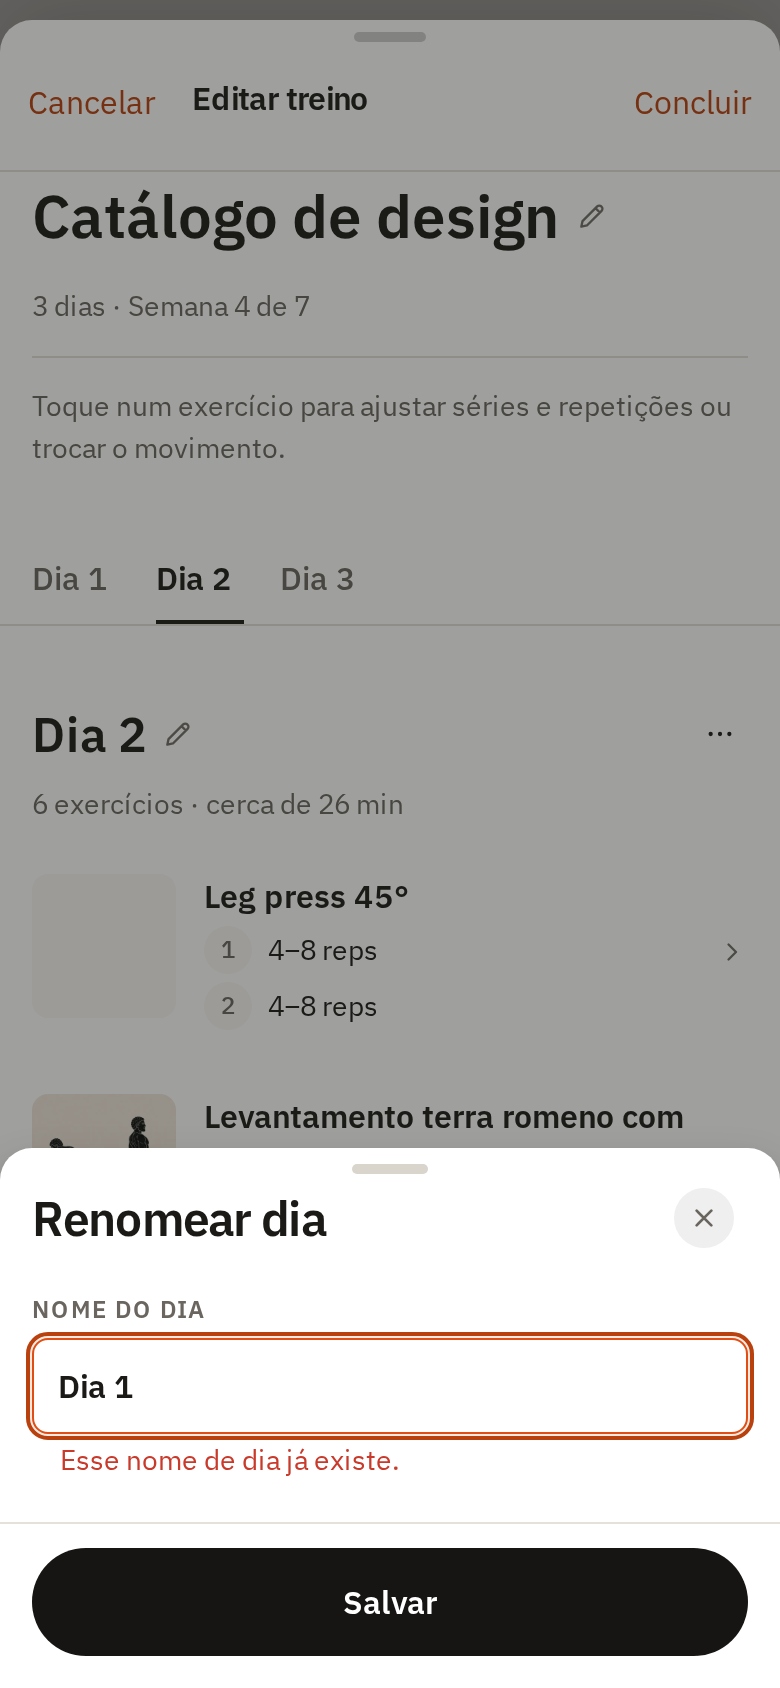 Cancelar
Editar treino
Concluir
Catálogo de design
3 dias · Semana 4 de 7
Toque num exercício para ajustar séries e repetições ou
trocar o movimento.
Dia 1
Dia 2
Dia 3
Dia 2
6 exercícios · cerca de 26 min
Leg press 45°
1 4–8 reps
2 4–8 reps
Levantamento terra romeno com
Renomear dia
NOME DO DIA
Dia 1
Esse nome de dia já existe.
Salvar